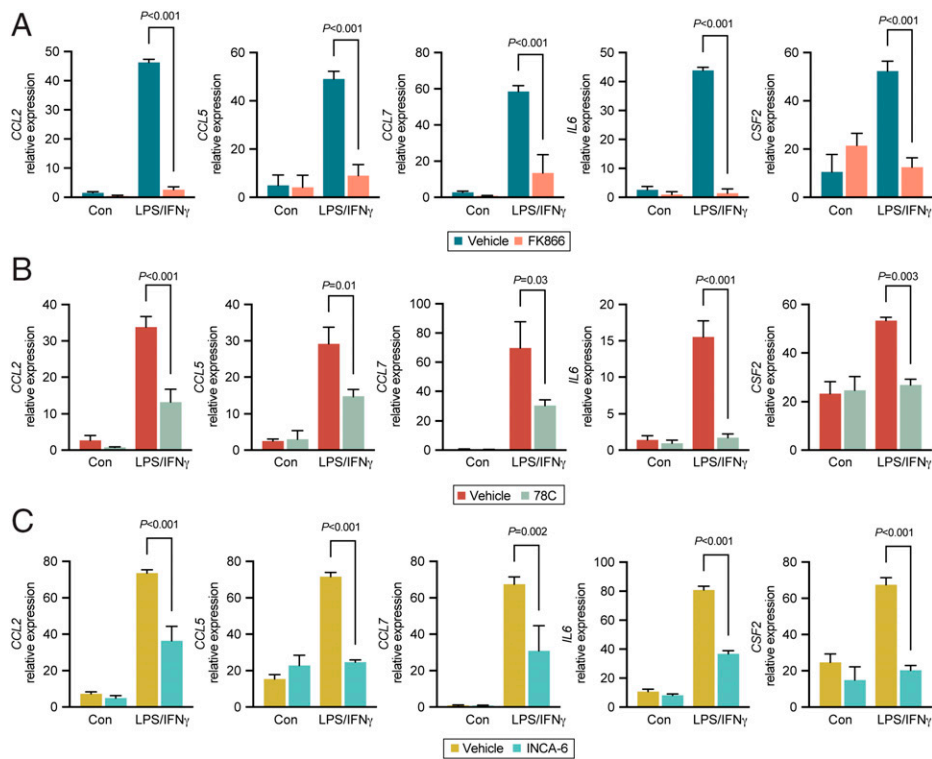 A
P<0.001
P<0.001
P<0.001
P<0.001
P<0.001
CCL2
relative expression
50
40
30
20
10
0
Con
LPS/IFNγ
CCL5
relative expression
60
40
20
0
Con
LPS/IFNγ
CCL7
relative expression
80
60
40
20
0
Con
LPS/IFNγ
IL6
relative expression
50
40
30
20
10
0
Con
LPS/IFNγ
CSF2
relative expression
60
40
20
0
Con
LPS/IFNγ
Vehicle FK866
B
P<0.001
P=0.01
P=0.03
P<0.001
P=0.003
CCL2
relative expression
40
30
20
10
0
Con
LPS/IFNγ
CCL5
relative expression
40
30
20
10
0
Con
LPS/IFNγ
CCL7
relative expression
100
80
60
40
20
0
Con
LPS/IFNγ
IL6
relative expression
20
15
10
5
0
Con
LPS/IFNγ
CSF2
relative expression
60
40
20
0
Con
LPS/IFNγ
Vehicle 78C
C
P<0.001
P<0.001
P=0.002
P<0.001
P<0.001
CCL2
relative expression
80
60
40
20
0
Con
LPS/IFNγ
CCL5
relative expression
80
60
40
20
0
Con
LPS/IFNγ
CCL7
relative expression
80
60
40
20
0
Con
LPS/IFNγ
IL6
relative expression
100
80
60
40
20
0
Con
LPS/IFNγ
CSF2
relative expression
80
60
40
20
0
Con
LPS/IFNγ
Vehicle INCA-6